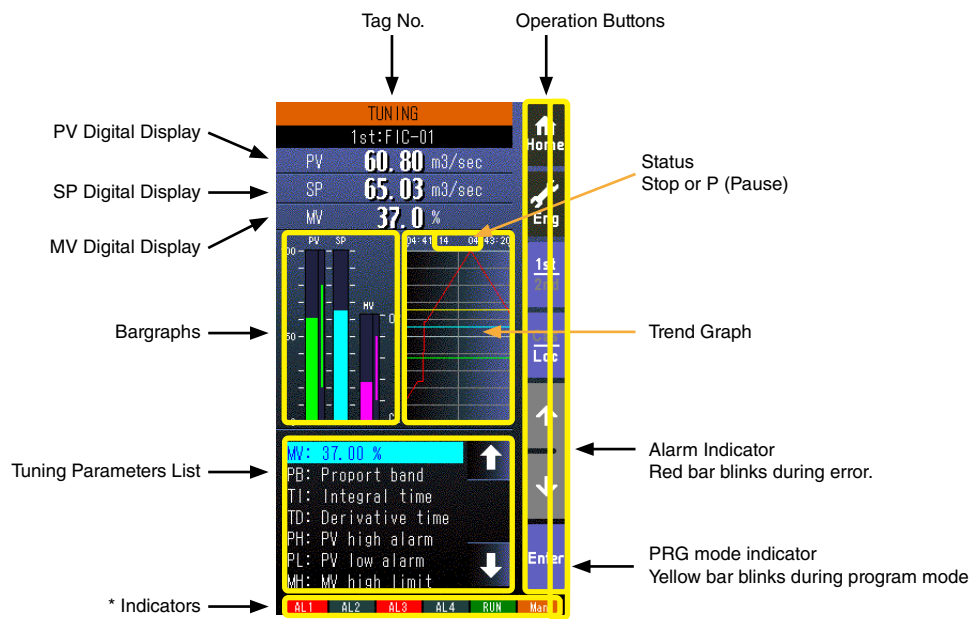 Tag No.
Operation Buttons
TUNING
1st:FIC-01
PV Digital Display
PV 60.80 m3/sec
SP Digital Display
SP 65.03 m3/sec
MV Digital Display
MV 37.0 %
Home
Eng
Status
Stop or P (Pause)
PV SP
04:41 14 04:43:20
1st
2nd
MV
Bargraphs
50
Trend Graph
Loc
Tuning Parameters List
MV: 37.00 %
PB: Proport band
TI: Integral time
TD: Derivative time
PH: PV high alarm
PL: PV low alarm
MH: MV high limit
Alarm Indicator
Red bar blinks during error.
Enter
PRG mode indicator
Yellow bar blinks during program mode
* Indicators
AL1 AL2 AL3 AL4 RUN Man